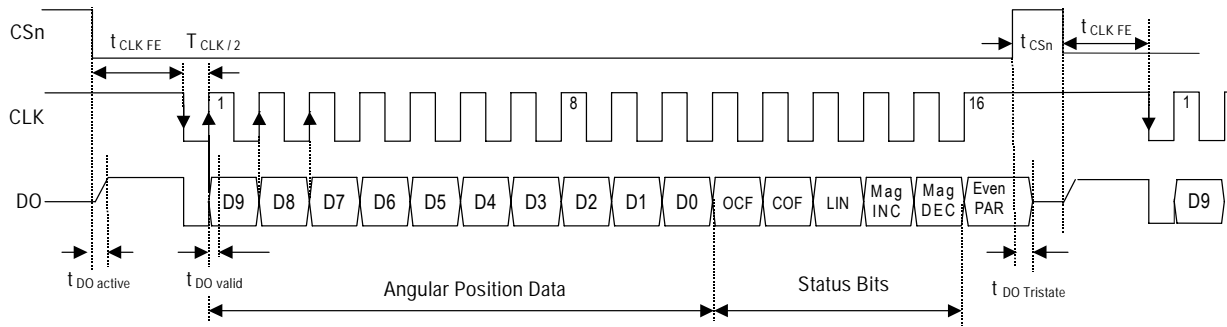 CSn
t CLK FE
T CLK / 2
t CSn
t CLK FE
CLK
1
8
16
1
DO
D9
D8
D7
D6
D5
D4
D3
D2
D1
D0
OCF
COF
LIN
Mag
INC
Mag
DEC
Even
PAR
D9
t DO active
t DO valid
Angular Position Data
Status Bits
t DO Tristate